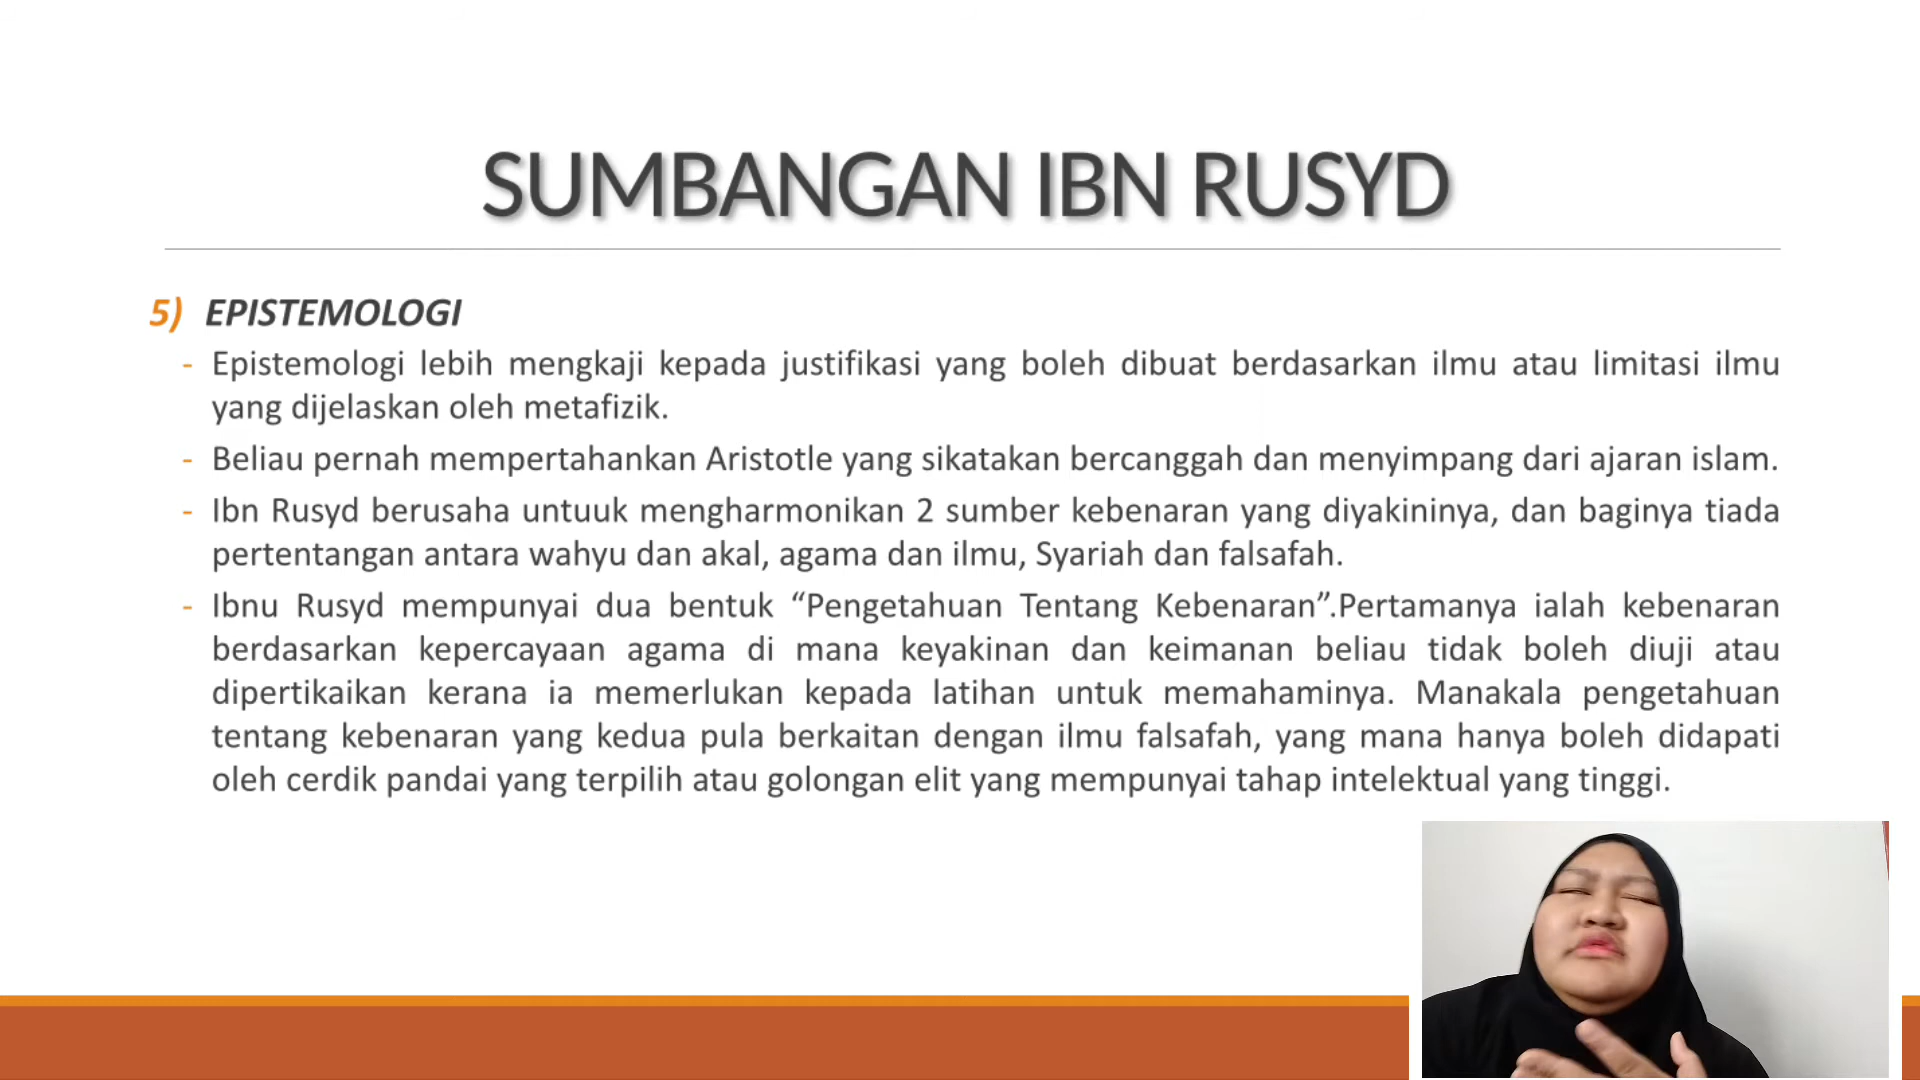 SUMBANGAN IBN RUSYD
5) EPISTEMOLOGI
- Epistemologi lebih mengkaji kepada justifikasi yang boleh dibuat berdasarkan ilmu atau limitasi ilmu
yang dijelaskan oleh metafizik.
- Beliau pernah mempertahankan Aristotle yang sikatakan bercanggah dan menyimpang dari ajaran islam.
- Ibn Rusyd berusaha untuuk mengharmonikan 2 sumber kebenaran yang diyakininya, dan baginya tiada
pertentangan antara wahyu dan akal, agama dan ilmu, Syariah dan falsafah.
- Ibnu Rusyd mempunyai dua bentuk “Pengetahuan Tentang Kebenaran”.Pertamanya ialah kebenaran
berdasarkan kepercayaan agama di mana keyakinan dan keimanan beliau tidak boleh diuji atau
dipertikaikan kerana ia memerlukan kepada latihan untuk memahaminya. Manakala pengetahuan
tentang kebenaran yang kedua pula berkaitan dengan ilmu falsafah, yang mana hanya boleh didapati
oleh cerdik pandai yang terpilih atau golongan elit yang mempunyai tahap intelektual yang tinggi.